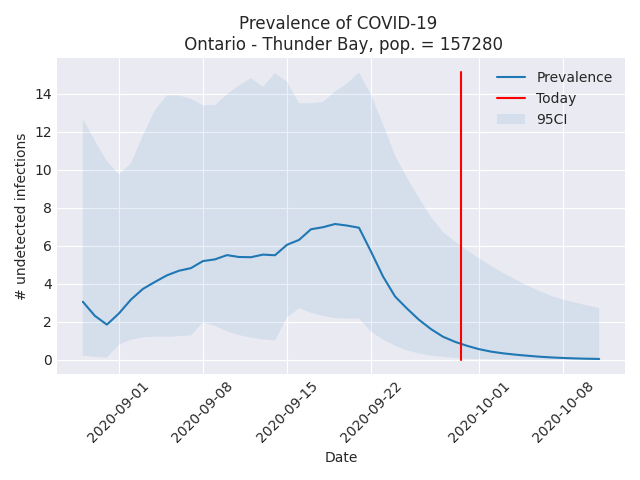 Prevalence of COVID-19
Ontario - Thunder Bay, pop. = 157280
# undetected infections
14
12
10
8
6
4
2
0
Prevalence
Today
95CI
2020-09-01
2020-09-08
2020-09-15
2020-09-22
2020-10-01
2020-10-08
Date